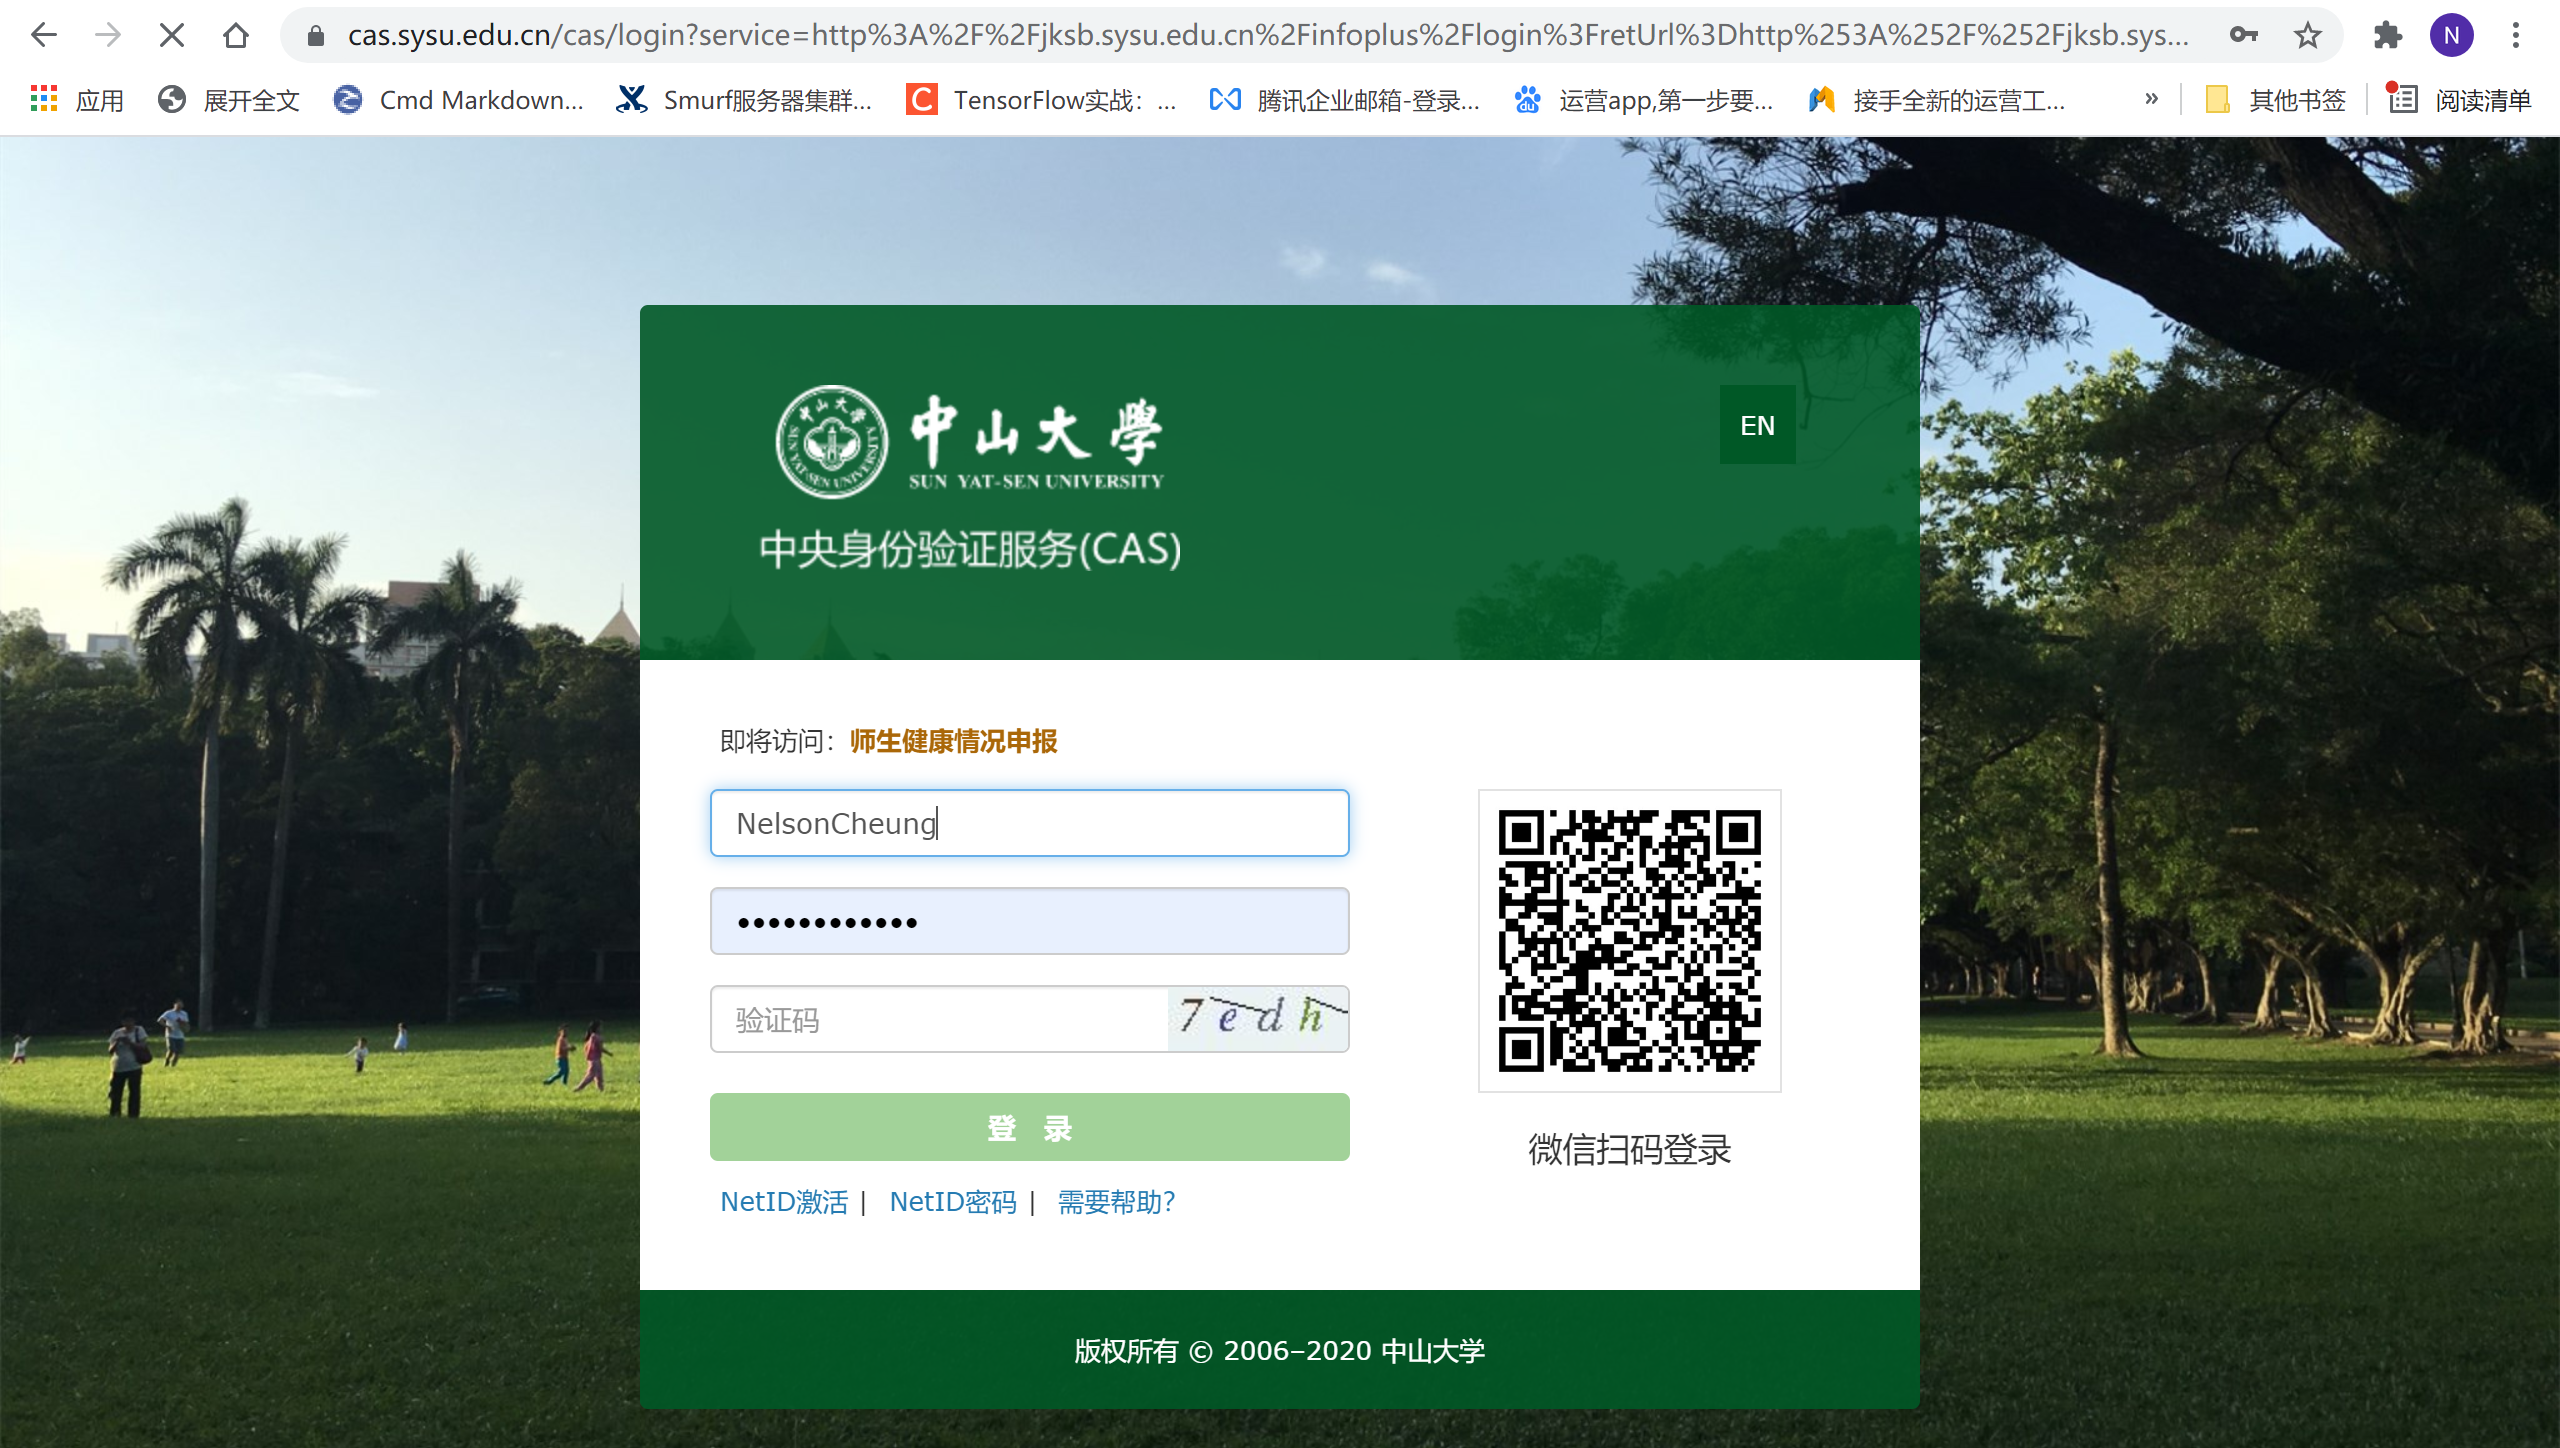 cas.sysu.edu.cn/cas/login?service=http%3A%2F%2Fjksb.sysu.edu.cn%2Finfoplus%2Flogin%3FretUrl%3Dhttp%253A%252F%252Fjksb.sys...
N
应用
展开全文
Cmd Markdown...
Smurf服务器集群...
TensorFlow实战：...
腾讯企业邮箱-登录...
运营app,第一步要...
接手全新的运营工...
»
其他书签
阅读清单
中山大學
SUN YAT-SEN UNIVERSITY
中山大學
SUN YAT-SEN UNIVERSITY
EN
中央身份验证服务(CAS)
即将访问：师生健康情况申报
NelsonCheung
••••••••••••
验证码
7edh
登 录
微信扫码登录
NetID激活 | NetID密码 | 需要帮助?
版权所有 © 2006-2020 中山大学